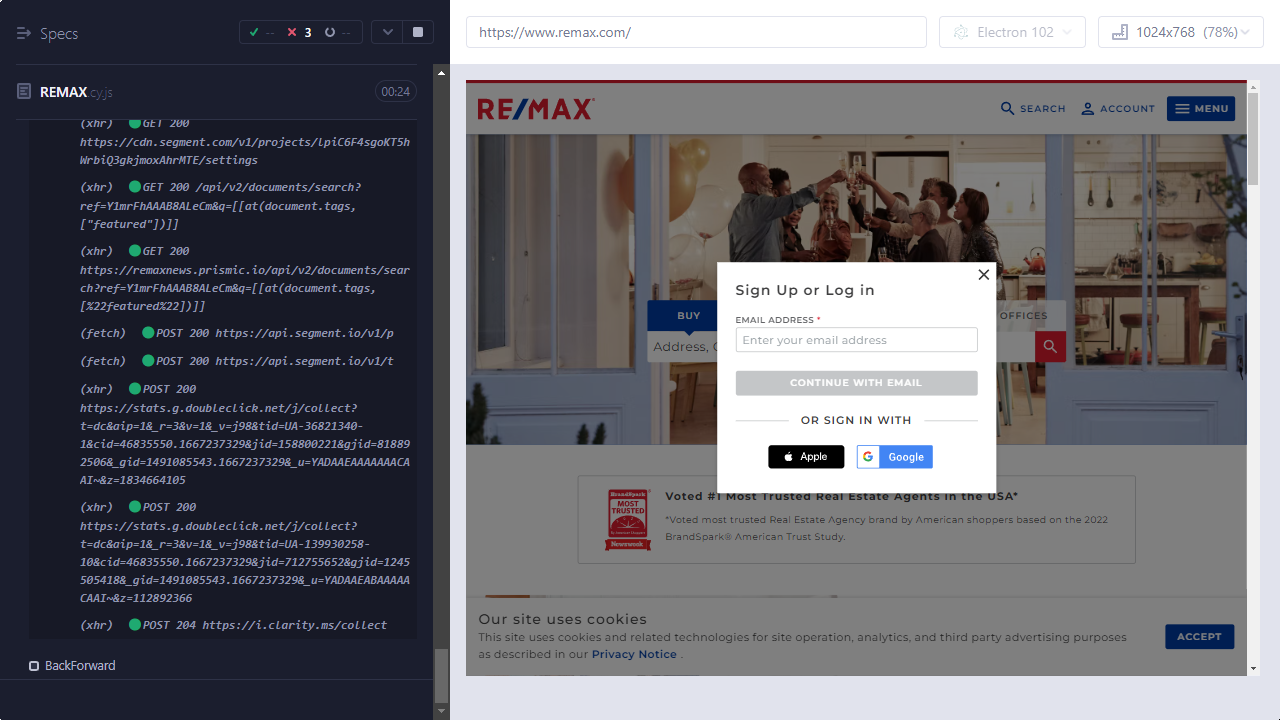 Specs
-- 3 --
REMAX.cy.js
00:24
(xhr) GET 200
https://cdn.segment.com/v1/projects/LpiC6F4sgoKT5h
WrbiQ3gkjmoxAhrMTE/settings
(xhr) GET 200 /api/v2/documents/search?
ref=Y1mrFhAAAB8ALeCm&q=[[at(document.tags,
["featured"])]]
(xhr) GET 200
https://remaxnews.prismic.io/api/v2/documents/sear
ch?ref=Y1mrFhAAAB8ALeCm&q=[[at(document.tags,
[%22featured%22])]]
(fetch) POST 200 https://api.segment.io/v1/p
(fetch) POST 200 https://api.segment.io/v1/t
(xhr) POST 200
https://stats.g.doubleclick.net/j/collect?
t=dc&aip=1&_r=3&v=1&_v=j98&tid=UA-36821340-
1&cid=46835550.1667237329&jid=158800221&gjid=81889
2506&_gid=1491085543.1667237329&_u=YADAAEAAAAAAACA
AI~&z=1834664105
(xhr) POST 200
https://stats.g.doubleclick.net/j/collect?
t=dc&aip=1&_r=3&v=1&_v=j98&tid=UA-139930258-
10&cid=46835550.1667237329&jid=712755652&gjid=1245
505418&_gid=1491085543.1667237329&_u=YADAAEABAAAAA
CAAI~&z=112892366
(xhr) POST 204 https://i.clarity.ms/collect
BackForward
https://www.remax.com/
Electron 102
1024x768 (78%)
RE/MAX
SEARCH
ACCOUNT
MENU
BUY
OFFICES
Address, C
Sign Up or Log in
EMAIL ADDRESS *
Enter your email address
CONTINUE WITH EMAIL
OR SIGN IN WITH
Apple
Google
BrandSpark
MOST
TRUSTED
Newsweek
Voted #1 Most Trusted Real Estate Agents in the USA*
*Voted most trusted Real Estate Agency brand by American shoppers based on the 2022
BrandSpark® American Trust Study.
Our site uses cookies
This site uses cookies and related technologies for site operation, analytics, and third party advertising purposes
as described in our Privacy Notice .
ACCEPT